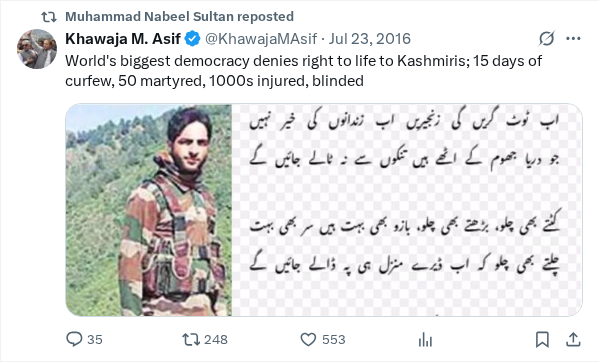 Muhammad Nabeel Sultan reposted
Khawaja M. Asif @KhawajaMAsif · Jul 23, 2016
World's biggest democracy denies right to life to Kashmiris; 15 days of
curfew, 50 martyred, 1000s injured, blinded
اب ٹوٹ گریں گی زنجیریں اب زندانوں کی خیر نہیں
جو دریا جھوم کے اٹھے ہیں تنکوں سے نہ ٹالے جائیں گے
کٹتے بھی چلو، بڑھتے بھی چلو، بازو بھی بہت ہیں سر بھی بہت
چلتے بھی چلو کہ اب ڈیرے منزل ہی پہ ڈالے جائیں گے
35 248 553